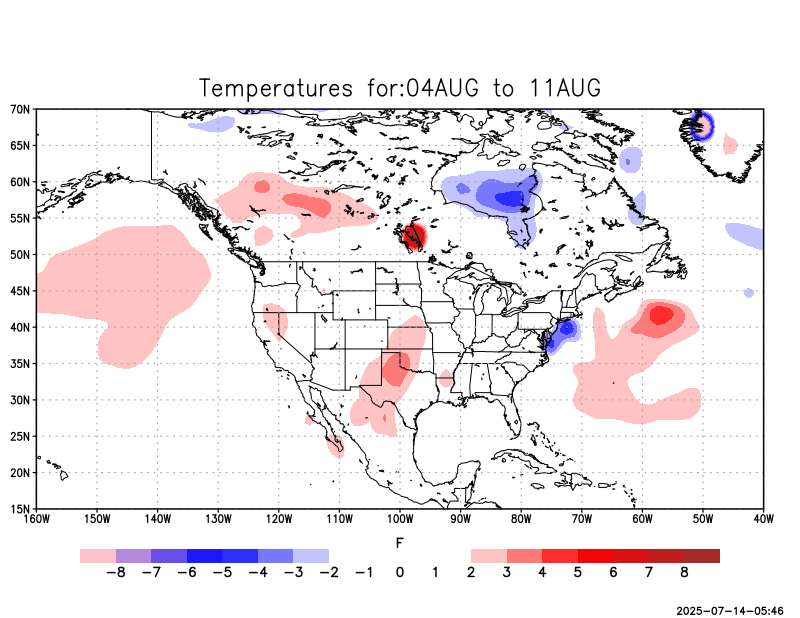 Temperatures for:04AUG to 11AUG
70N
65N
60N
55N
50N
45N
40N
35N
30N
25N
20N
15N
160W 150W 140W 130W 120W 110W 100W 90W 80W 70W 60W 50W 40W
F
−8 −7 −6 −5 −4 −3 −2 −1 0 1 2 3 4 5 6 7 8
2025-07-14-05:46